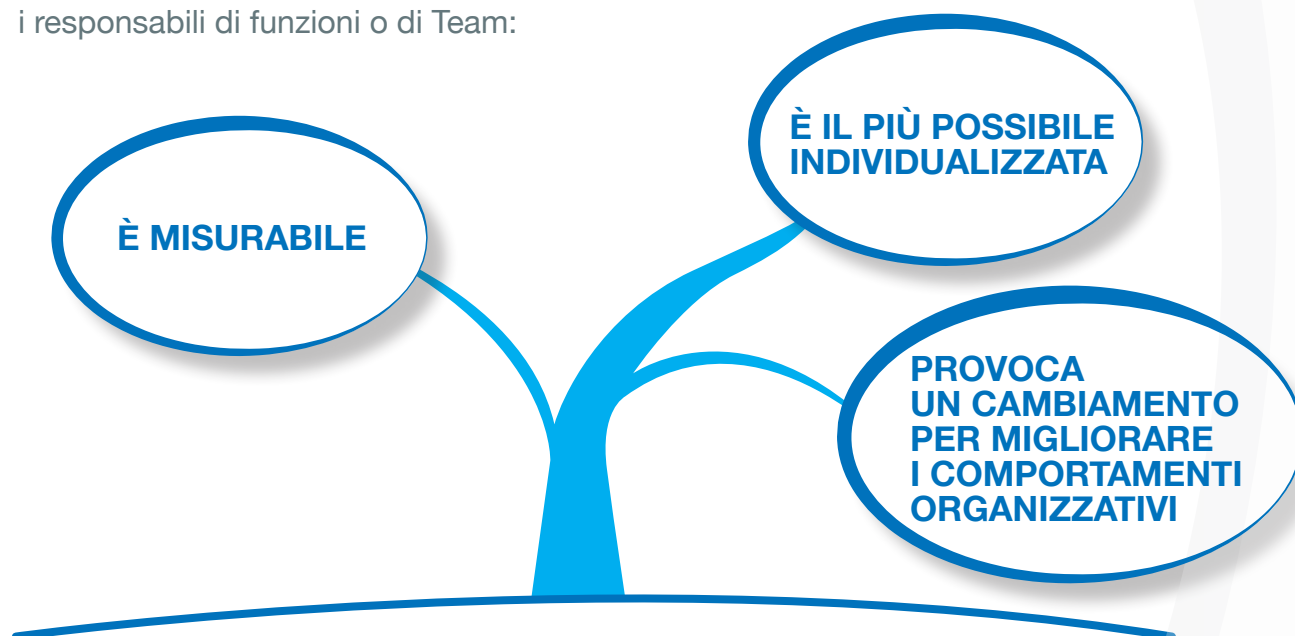 i responsabili di funzioni o di Team:
È IL PIÙ POSSIBILE
INDIVIDUALIZZATA
È MISURABILE
PROVOCA
UN CAMBIAMENTO
PER MIGLIORARE
I COMPORTAMENTI
ORGANIZZATIVI